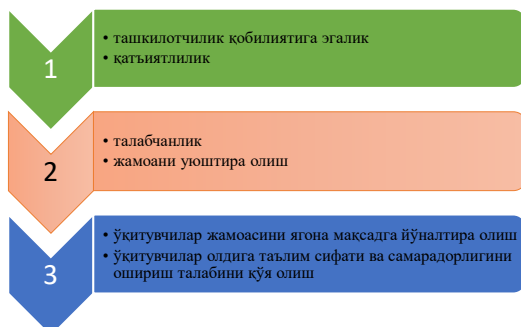 1
• ташкилотчилик қобилиятига эгалик
• қатъиятлилик
2
• талабчанлик
• жамоани уюштира олиш
3
• ўқитувчилар жамоасини ягона мақсадга йўналтира олиш
• ўқитувчилар олдига таълим сифати ва самарадорлигини
ошириш талабини қўя олиш